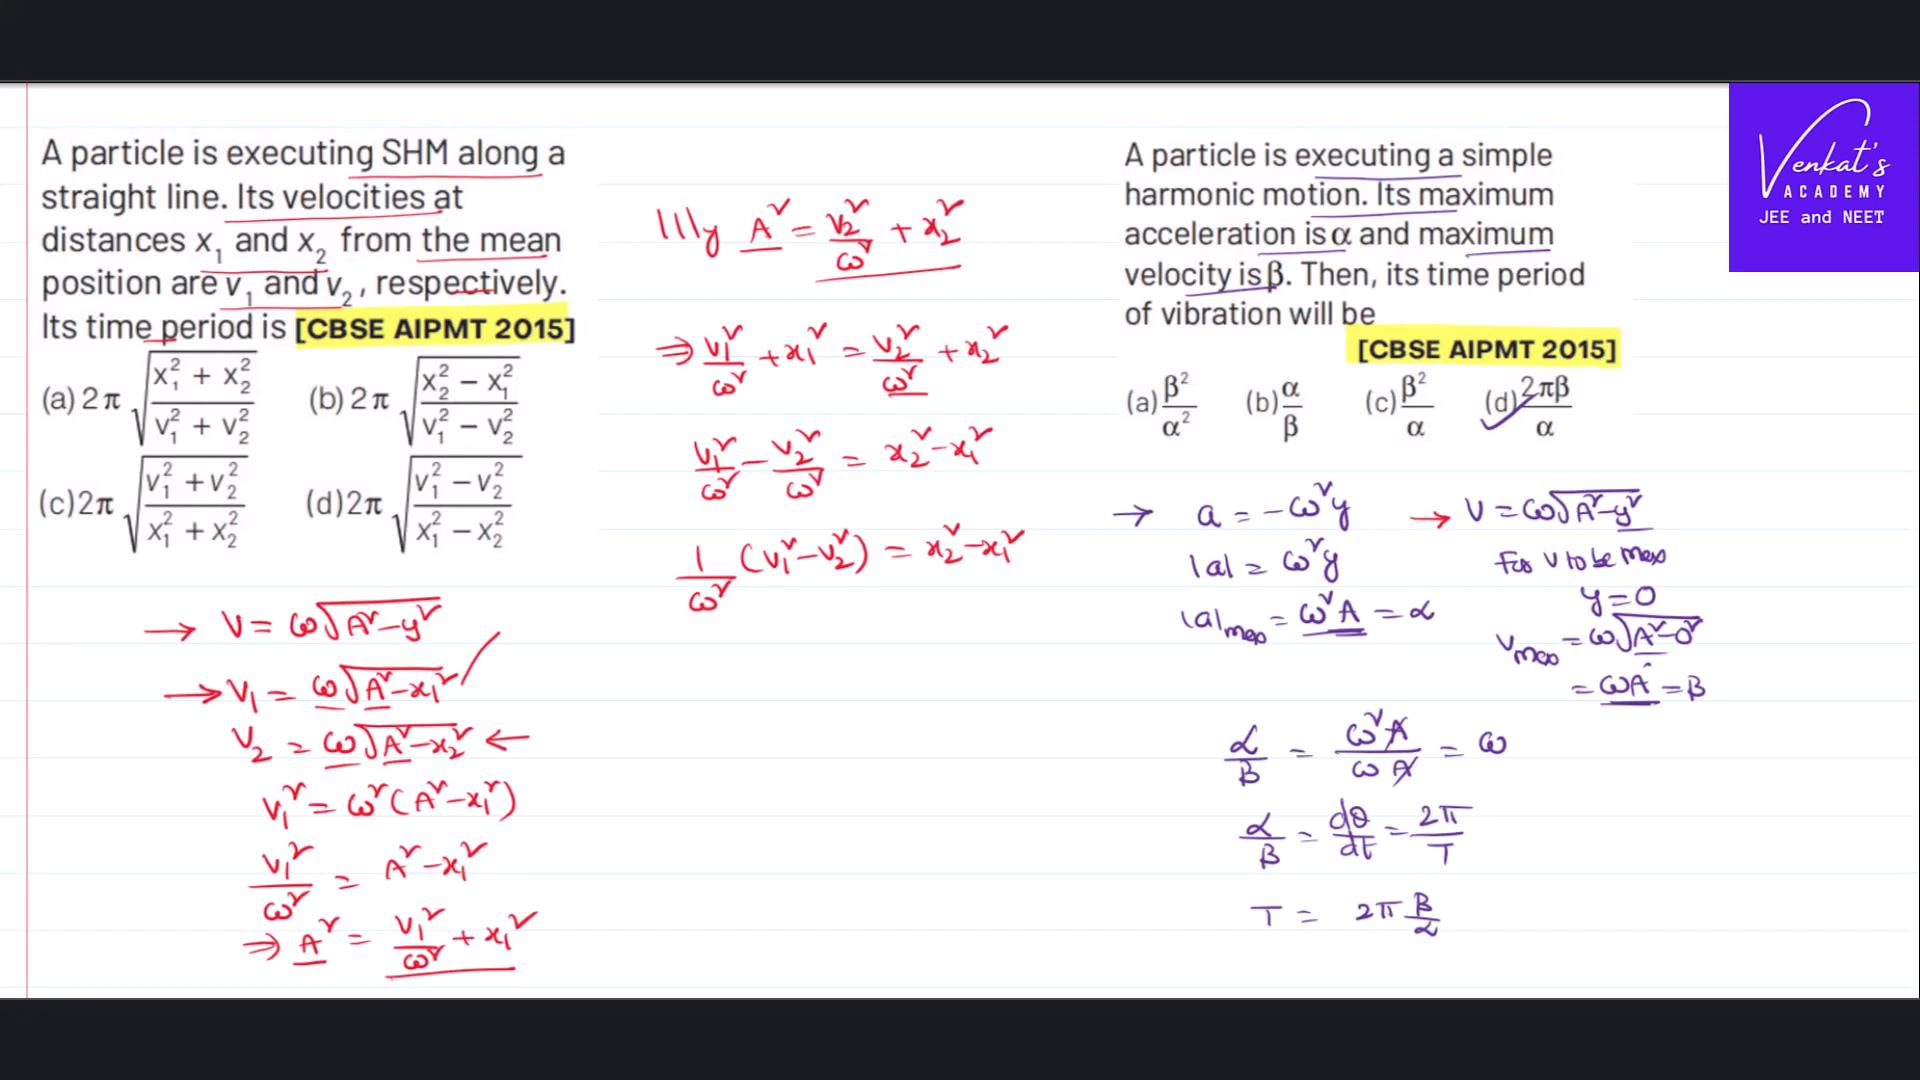 A particle is executing SHM along a
straight line. Its velocities at
distances x₁ and x₂ from the mean
position are v₁ and v₂, respectively.
Its time period is [CBSE AIPMT 2015]
(a) 2π √((x₁² + x₂²)/(v₁² + v₂²)) (b) 2π √((x₂² − x₁²)/(v₁² − v₂²))
(c) 2π √((v₁² + v₂²)/(x₁² + x₂²)) (d) 2π √((v₁² − v₂²)/(x₁² − x₂²))
→ V = ω√(A² − y²)
→ V₁ = ω√(A² − x₁²)
V₂ = ω√(A² − x₂²) ←
V₁² = ω²(A² − x₁²)
V₁²/ω² = A² − x₁²
⇒ A² = V₁²/ω² + x₁²
lllly A² = V₂²/ω² + x₂²
⇒ V₁²/ω² + x₁² = V₂²/ω² + x₂²
V₁²/ω² − V₂²/ω² = x₂² − x₁²
1/ω² (V₁² − V₂²) = x₂² − x₁²
A particle is executing a simple
harmonic motion. Its maximum
acceleration is α and maximum
velocity is β. Then, its time period
of vibration will be
[CBSE AIPMT 2015]
(a) β²/α² (b) α/β (c) β²/α (d) 2πβ/α
→ a = −ω²y
|a| = ω²y
|a|max = ω²A = α
→ V = ω√(A² − y²)
For V to be max
y = 0
Vmax = ω√(A² − 0²)
= ωA = β
α/β = ω²A/ωA = ω
α/β = dθ/dt = 2π/T
T = 2π β/α
Venkat's
ACADEMY
JEE and NEET